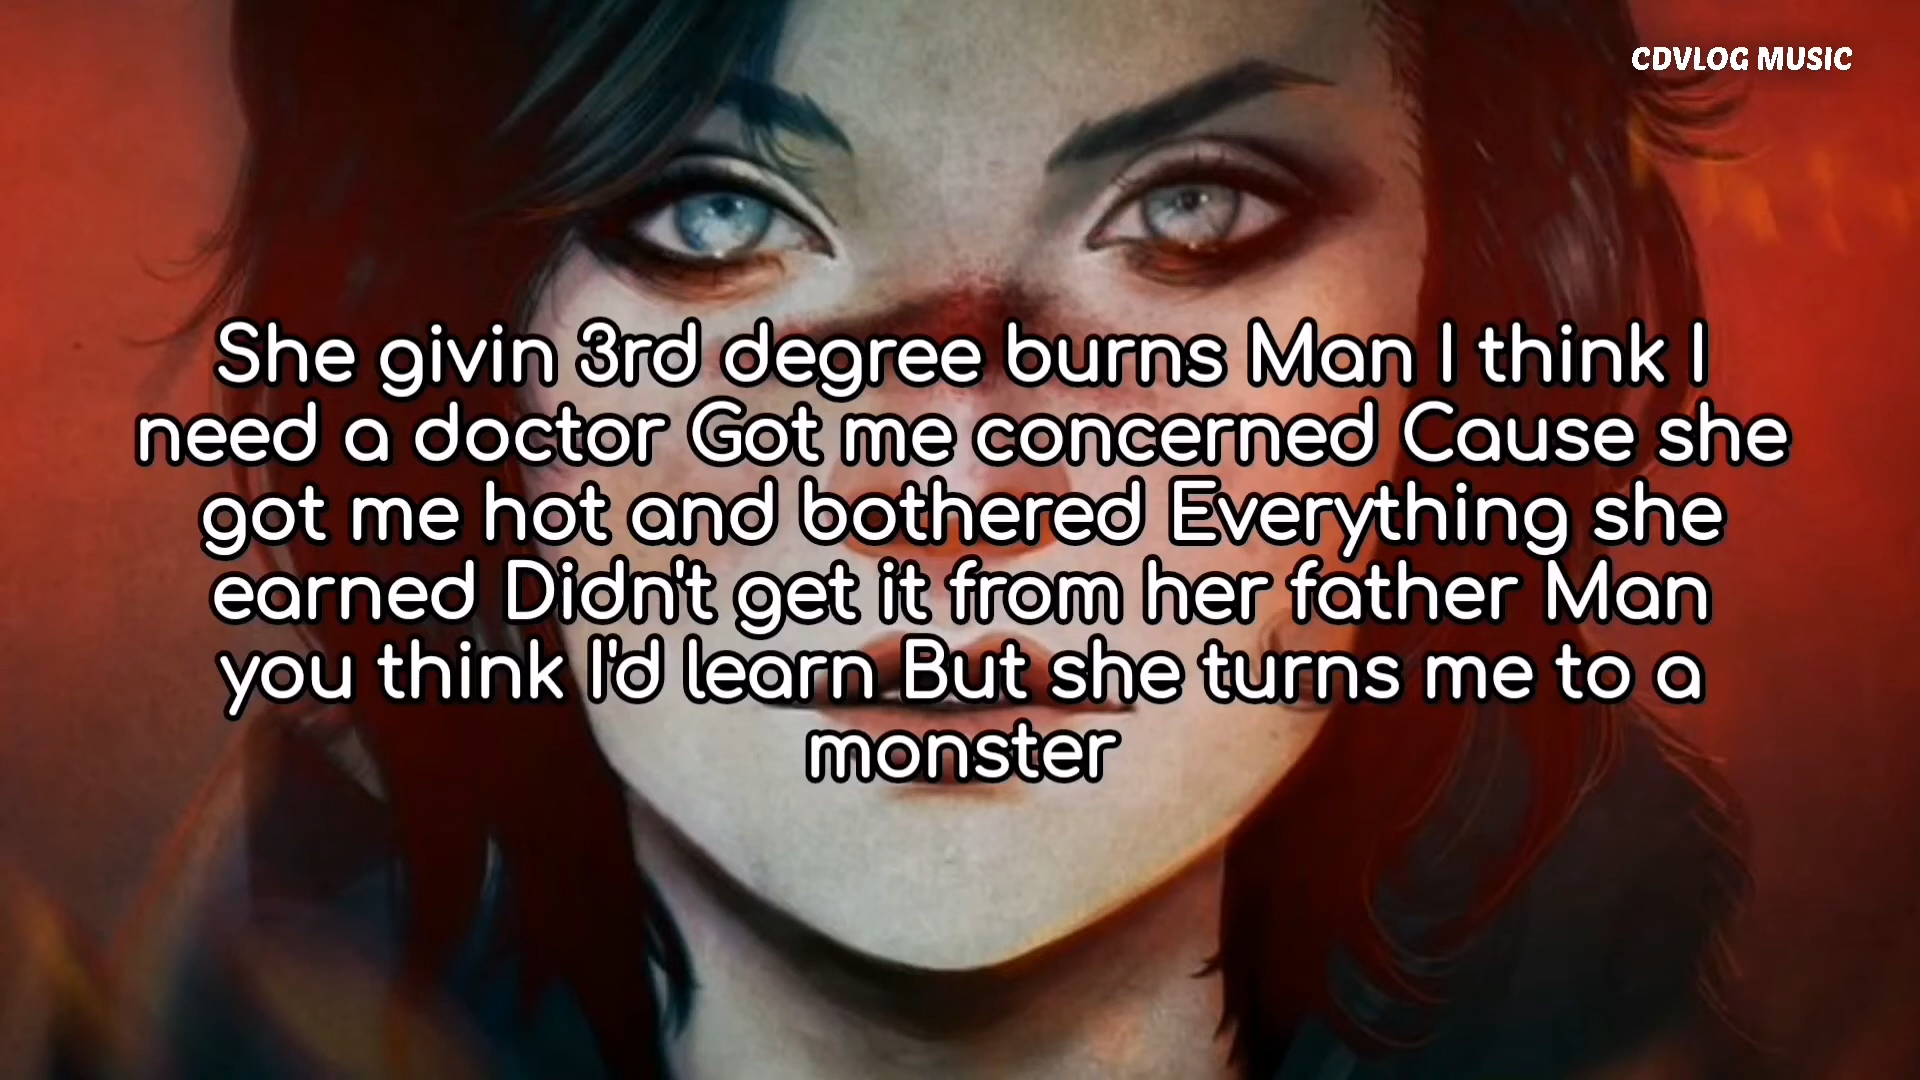 CDVLOG MUSIC
She givin 3rd degree burns Man I think I
need a doctor Got me concerned Cause she
got me hot and bothered Everything she
earned Didn't get it from her father Man
you think I'd learn But she turns me to a
monster